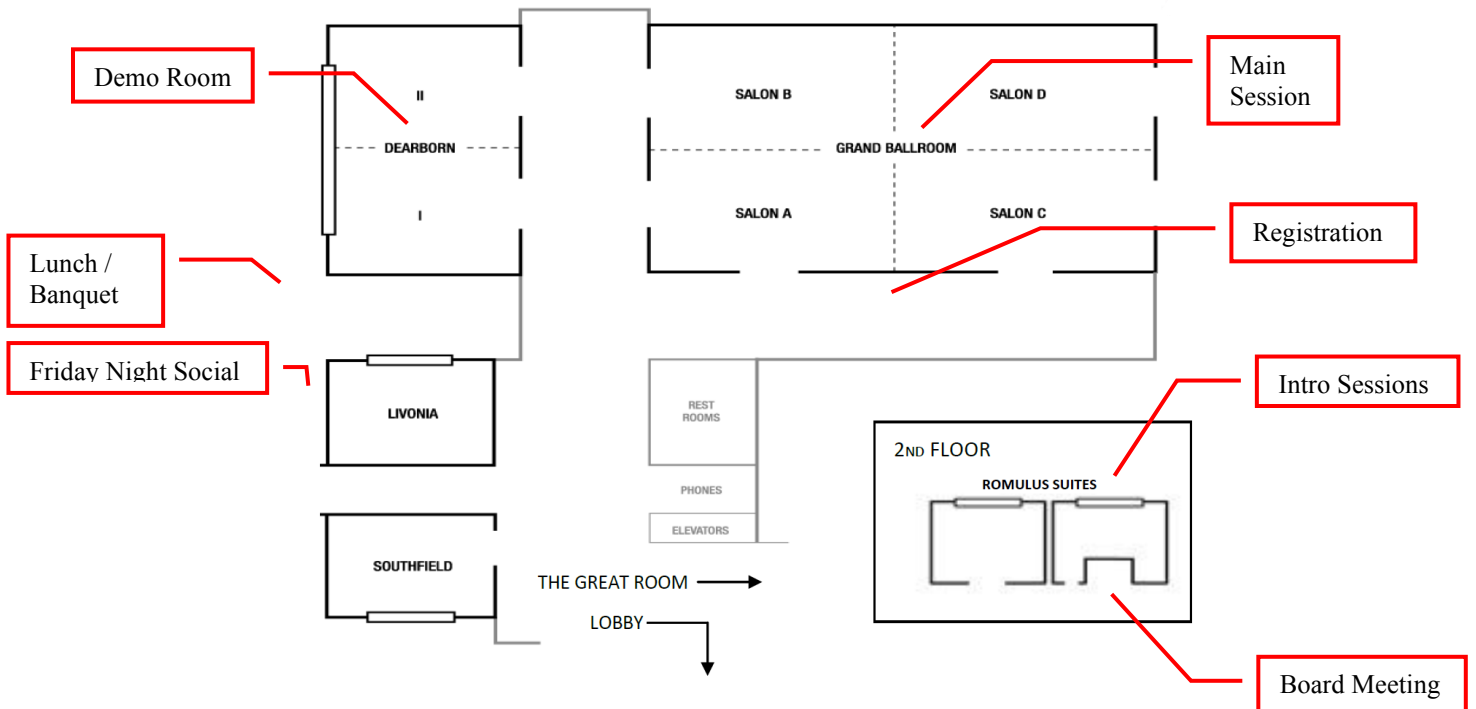 Demo Room
II
DEARBORN
I
SALON B
SALON D
GRAND BALLROOM
SALON A
SALON C
Main
Session
Registration
Lunch /
Banquet
Friday Night Social
LIVONIA
REST
ROOMS
PHONES
ELEVATORS
SOUTHFIELD
THE GREAT ROOM
LOBBY
Intro Sessions
2ND FLOOR
ROMULUS SUITES
Board Meeting